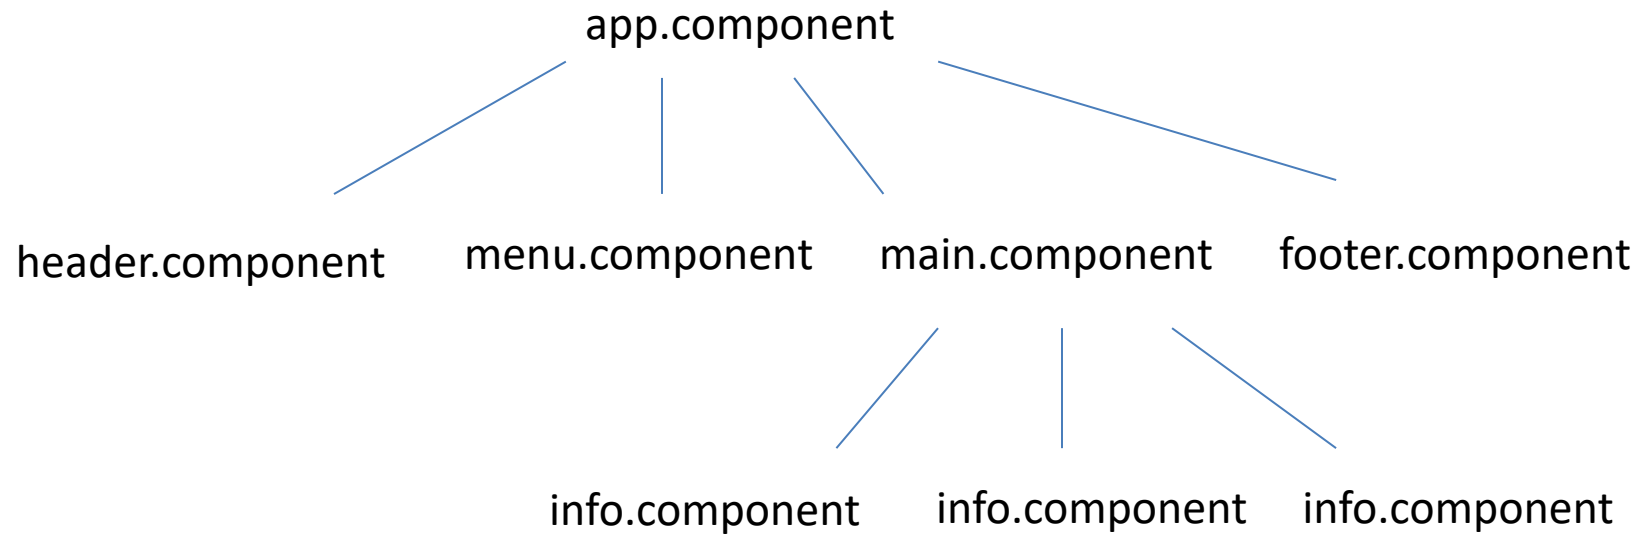 app.component
header.component
menu.component
main.component
footer.component
info.component
info.component
info.component